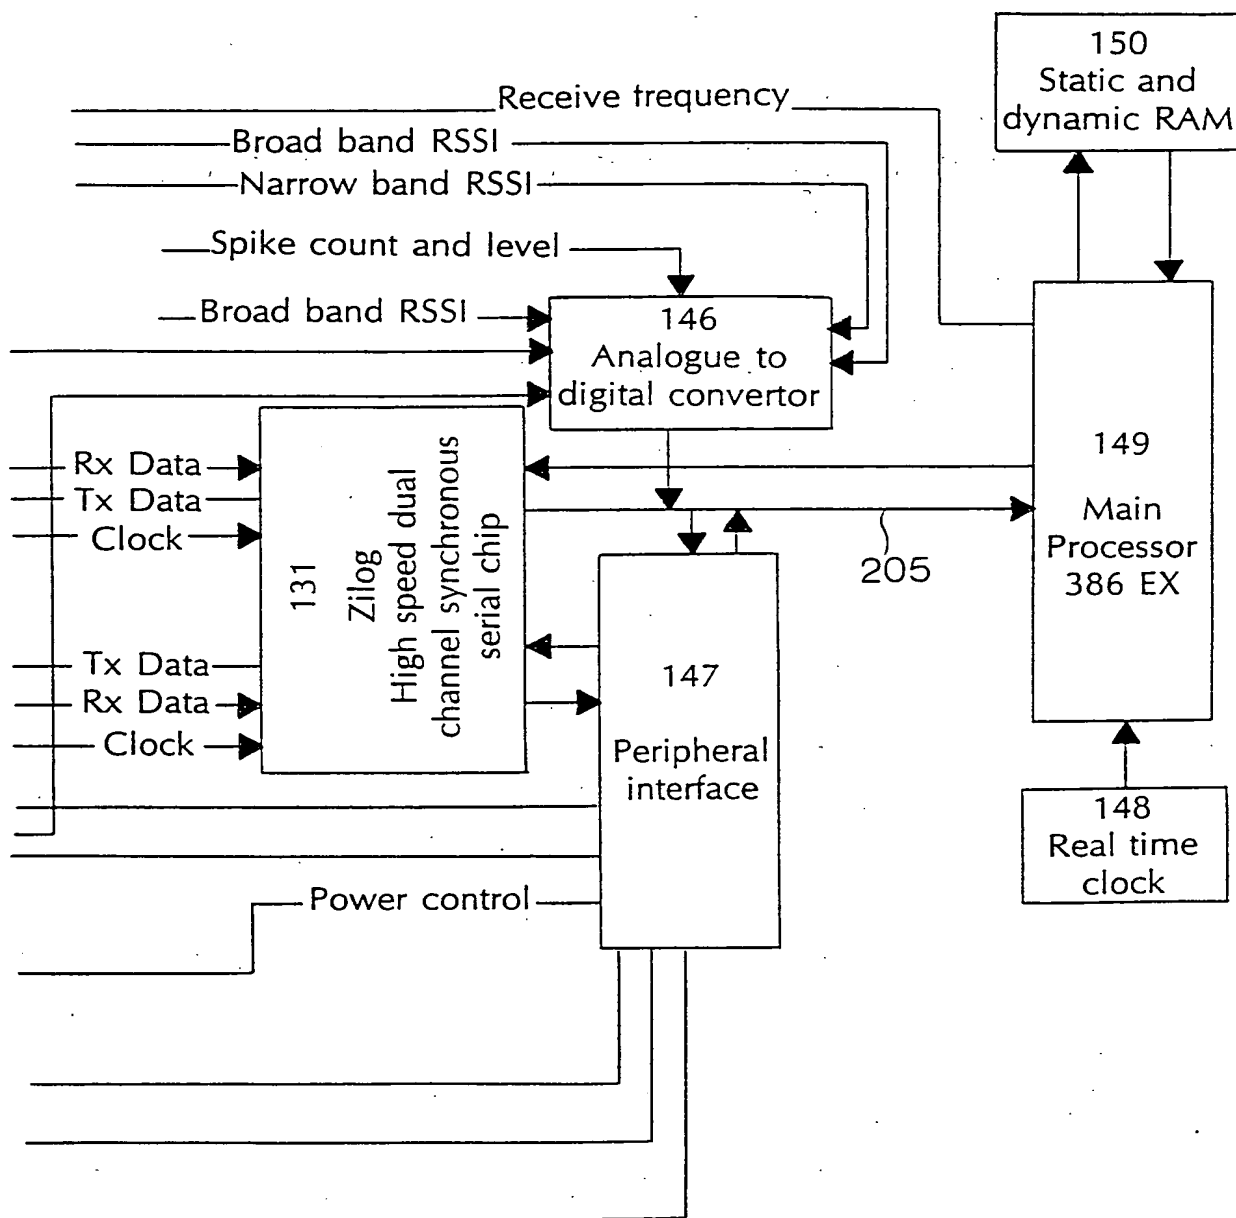 150
Static and
dynamic RAM
Receive frequency
Broad band RSSI
Narrow band RSSI
Spike count and level
Broad band RSSI
146
Analogue to
digital convertor
Rx Data
Tx Data
Clock
131
Zilog
High speed dual
channel synchronous
serial chip
149
Main
Processor
386 EX
205
Tx Data
Rx Data
Clock
147
Peripheral
interface
148
Real time
clock
Power control